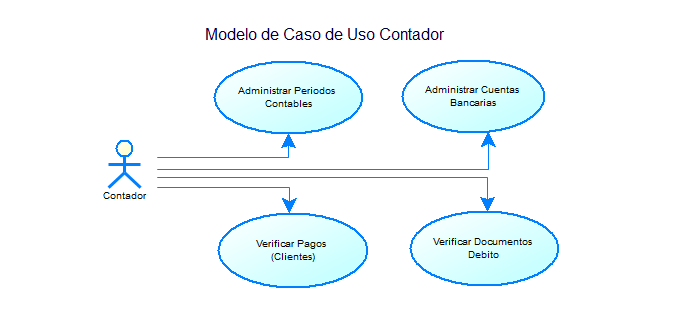 Modelo de Caso de Uso Contador
Administrar Periodos
Contables
Administrar Cuentas
Bancarias
Contador
Verificar Pagos
(Clientes)
Verificar Documentos
Debito